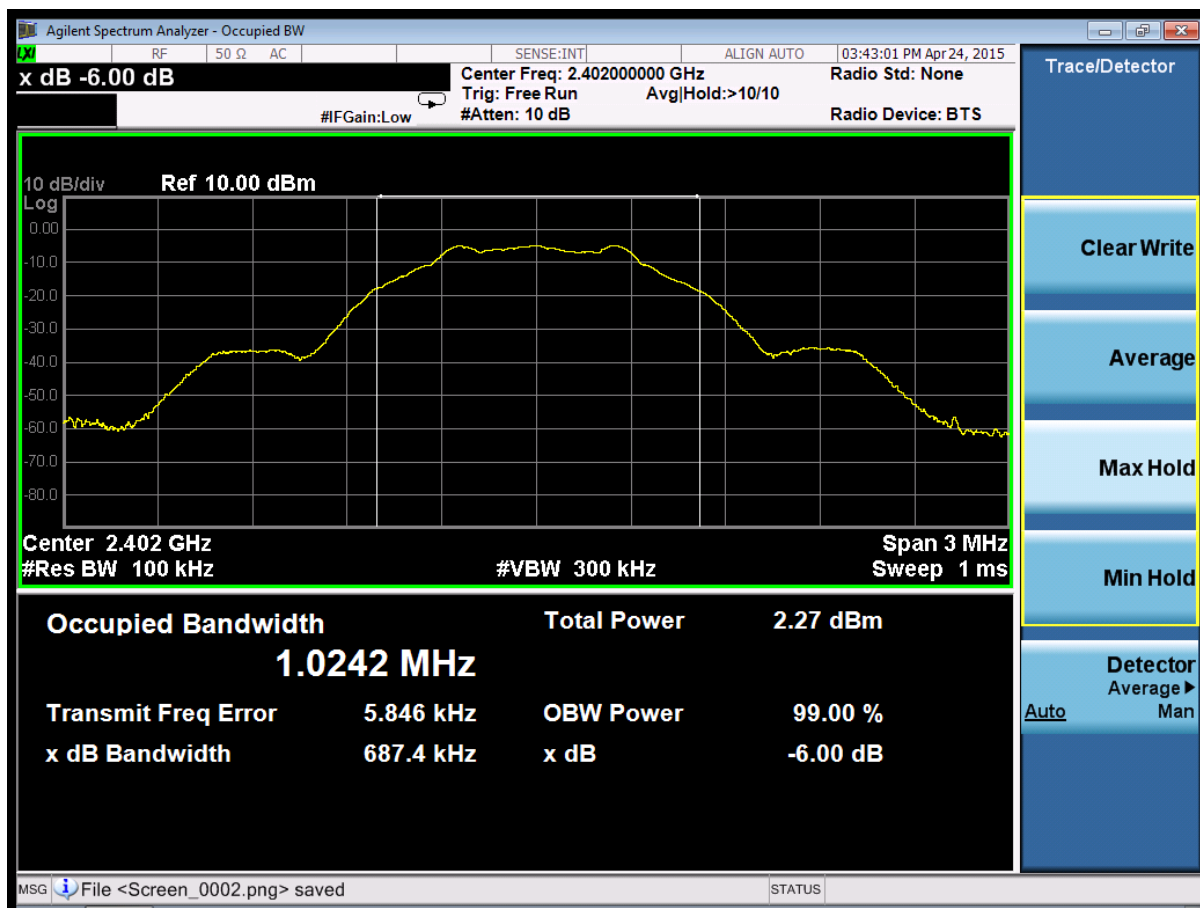 Agilent Spectrum Analyzer - Occupied BW
LXI RF 50 Ω AC SENSE:INT ALIGN AUTO 03:43:01 PM Apr 24, 2015
x dB -6.00 dB
Center Freq: 2.402000000 GHz Radio Std: None
Trig: Free Run Avg|Hold:>10/10
#IFGain:Low #Atten: 10 dB Radio Device: BTS
10 dB/div Ref 10.00 dBm
Log
0.00
-10.0
-20.0
-30.0
-40.0
-50.0
-60.0
-70.0
-80.0
Center 2.402 GHz Span 3 MHz
#Res BW 100 kHz #VBW 300 kHz Sweep 1 ms
Occupied Bandwidth Total Power 2.27 dBm
1.0242 MHz
Transmit Freq Error 5.846 kHz OBW Power 99.00 %
x dB Bandwidth 687.4 kHz x dB -6.00 dB
Trace/Detector
Clear Write
Average
Max Hold
Min Hold
Detector
Average
Auto Man
MSG File <Screen_0002.png> saved STATUS